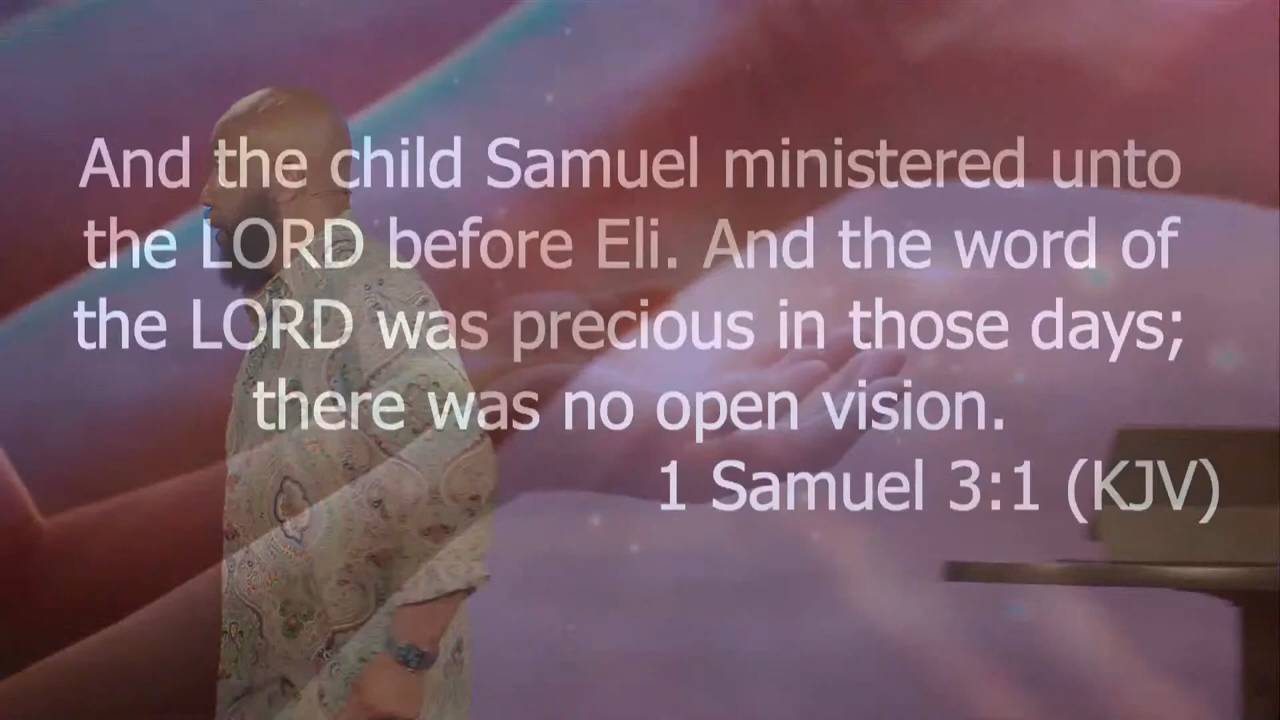 And the child Samuel ministered unto
the LORD before Eli. And the word of
the LORD was precious in those days;
there was no open vision.
1 Samuel 3:1 (KJV)